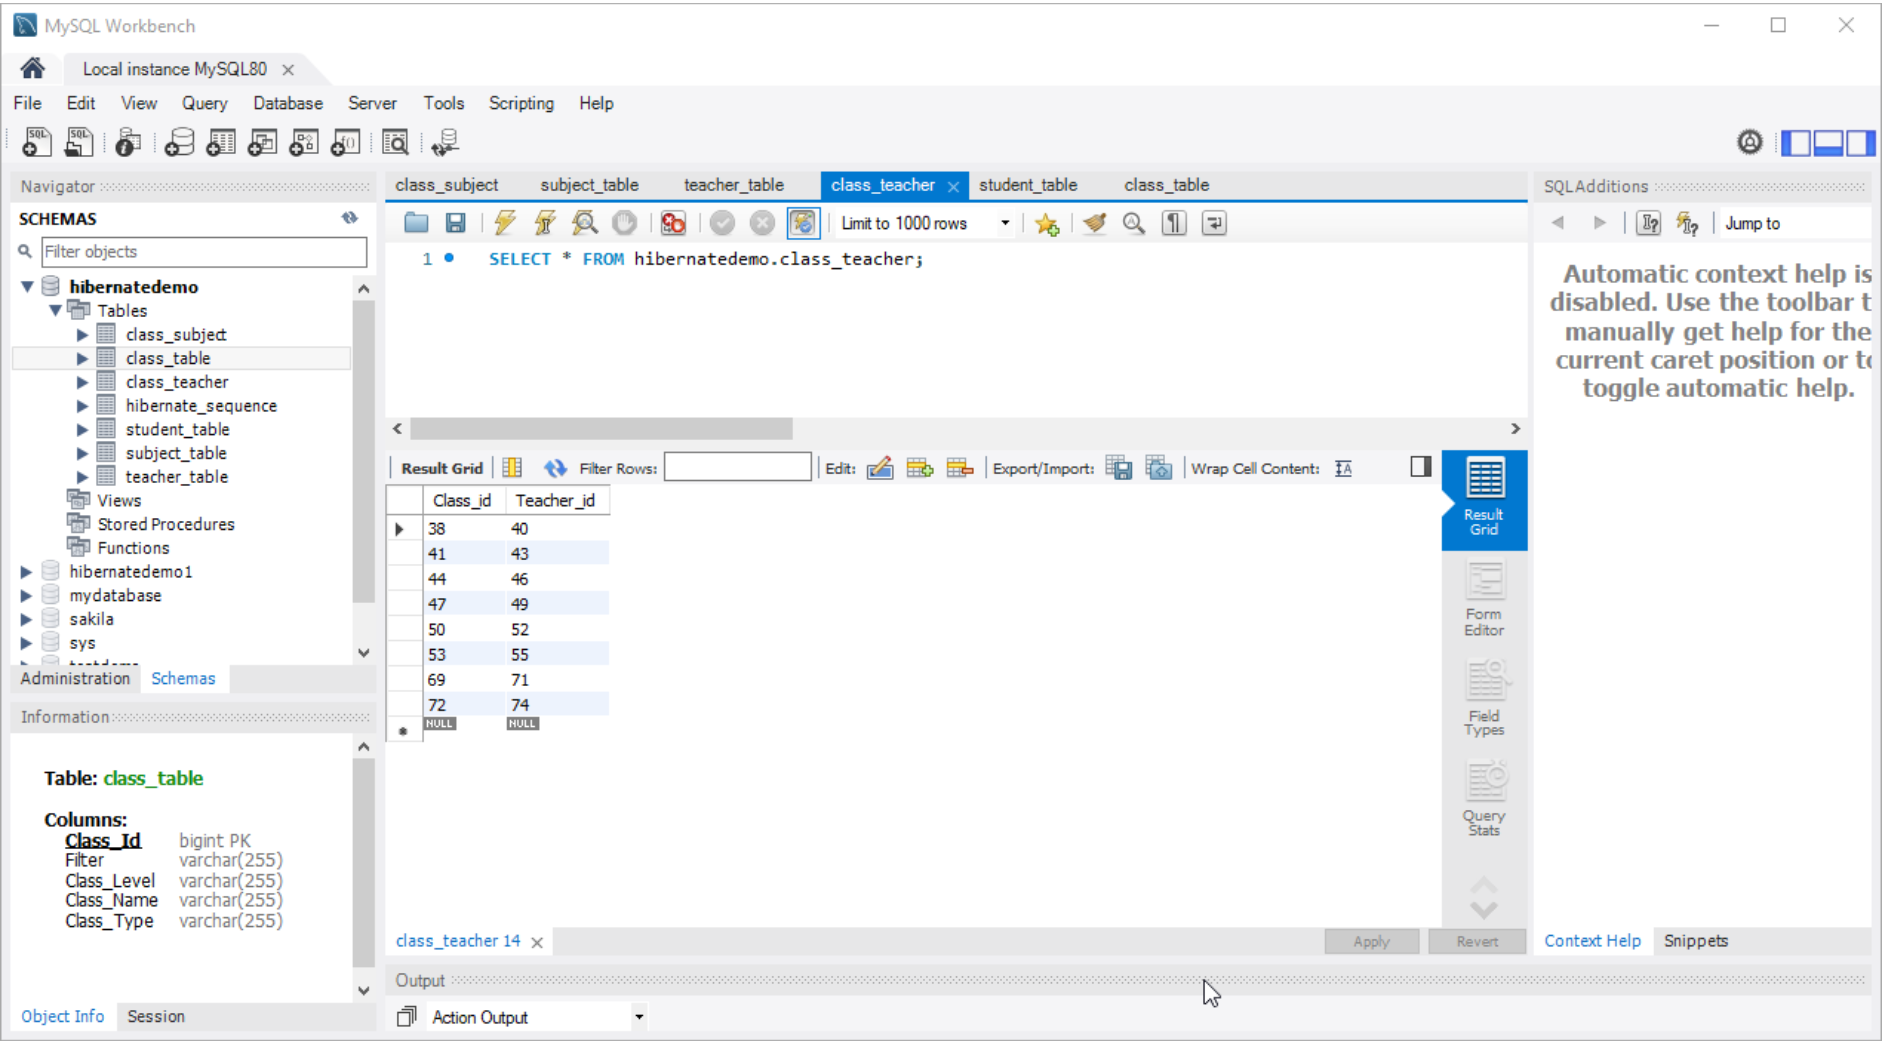 MySQL Workbench
Local instance MySQL80
File Edit View Query Database Server Tools Scripting Help
Navigator
SCHEMAS
Filter objects
hibernatedemo
Tables
class_subject
class_table
class_teacher
hibernate_sequence
student_table
subject_table
teacher_table
Views
Stored Procedures
Functions
hibernatedemo1
mydatabase
sakila
sys
Administration Schemas
Information
Table: class_table
Columns:
Class_Id bigint PK
Filter varchar(255)
Class_Level varchar(255)
Class_Name varchar(255)
Class_Type varchar(255)
Object Info Session
class_subject subject_table teacher_table class_teacher student_table class_table
Limit to 1000 rows
1 SELECT * FROM hibernatedemo.class_teacher;
Result Grid Filter Rows: Edit: Export/Import: Wrap Cell Content:
Class_id Teacher_id
38 40
41 43
44 46
47 49
50 52
53 55
69 71
72 74
NULL NULL
Result
Grid
Form
Editor
Field
Types
Query
Stats
class_teacher 14
Apply Revert
Output
Action Output
SQLAdditions
Jump to
Automatic context help is
disabled. Use the toolbar t
manually get help for the
current caret position or to
toggle automatic help.
Context Help Snippets